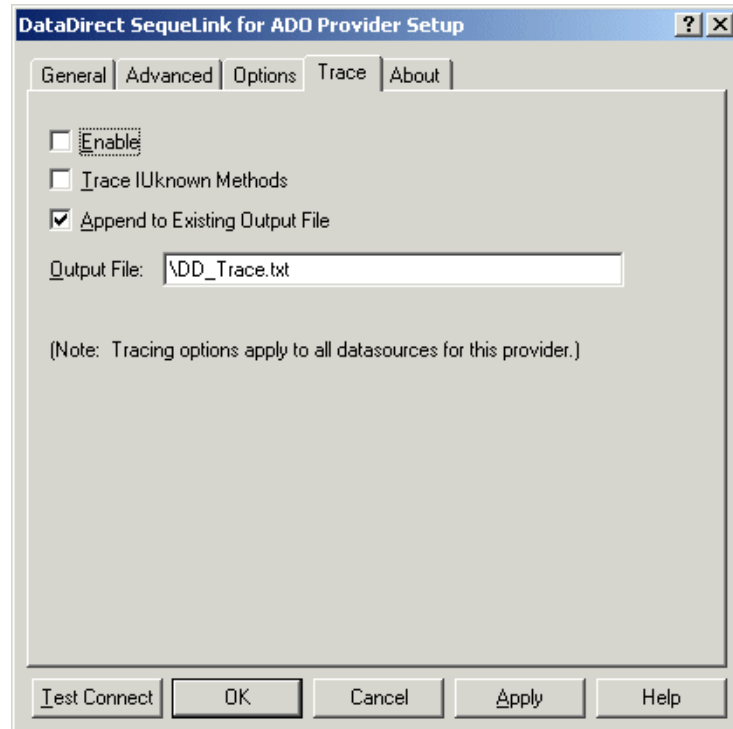 DataDirect SequeLink for ADO Provider Setup
General Advanced Options Trace About
Enable
Trace IUknown Methods
Append to Existing Output File
Output File: \DD_Trace.txt
(Note: Tracing options apply to all datasources for this provider.)
Test Connect OK Cancel Apply Help